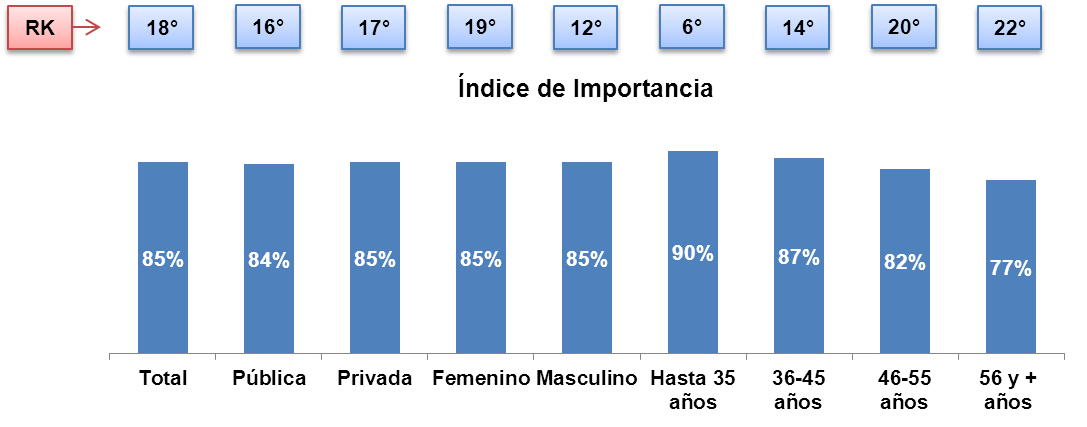 RK 18° 16° 17° 19° 12° 6° 14° 20° 22°
Índice de Importancia
85% 84% 85% 85% 85% 90% 87% 82% 77%
Total Pública Privada Femenino Masculino Hasta 35 años 36-45 años 46-55 años 56 y + años